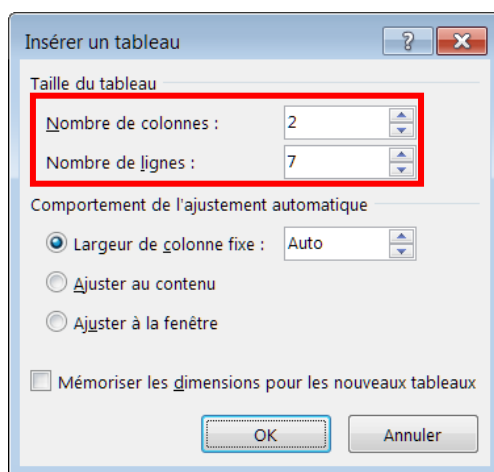 Insérer un tableau
Taille du tableau
Nombre de colonnes : 2
Nombre de lignes : 7
Comportement de l'ajustement automatique
Largeur de colonne fixe : Auto
Ajuster au contenu
Ajuster à la fenêtre
Mémoriser les dimensions pour les nouveaux tableaux
OK Annuler